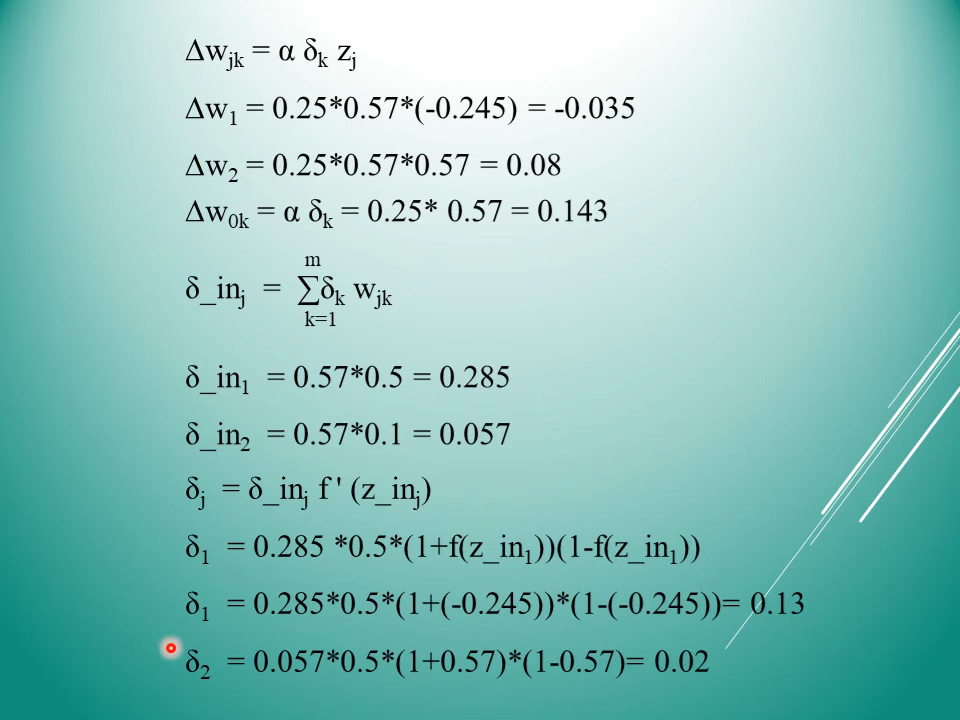 Δw_jk = α δ_k z_j
Δw_1 = 0.25*0.57*(-0.245) = -0.035
Δw_2 = 0.25*0.57*0.57 = 0.08
Δw_0k = α δ_k = 0.25* 0.57 = 0.143
m
δ_in_j = ∑δ_k w_jk
k=1
δ_in_1 = 0.57*0.5 = 0.285
δ_in_2 = 0.57*0.1 = 0.057
δ_j = δ_in_j f ' (z_in_j)
δ_1 = 0.285 *0.5*(1+f(z_in_1))(1-f(z_in_1))
δ_1 = 0.285*0.5*(1+(-0.245))*(1-(-0.245))= 0.13
δ_2 = 0.057*0.5*(1+0.57)*(1-0.57)= 0.02